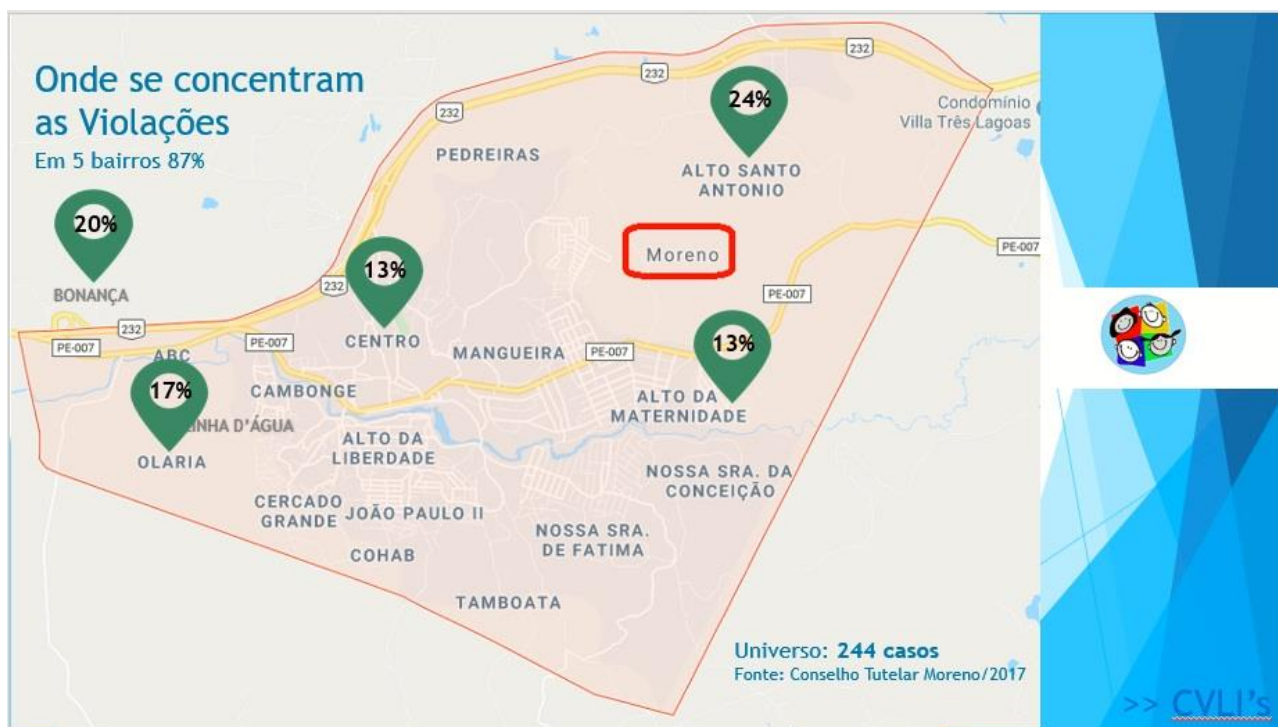 Onde se concentram
as Violações
Em 5 bairros 87%
232
232
232
24%
Condomínio
Villa Três Lagoas
PEDREIRAS
ALTO SANTO
ANTONIO
20%
Moreno
PE-007
13%
232
PE-007
BONANÇA
232
PE-007
ABC
PE-007
CENTRO
MANGUEIRA
PE-007
13%
17%
CAMBONGE
ALTO DA
MATERNIDADE
INHA D'ÁGUA
OLARIA
ALTO DA
LIBERDADE
NOSSA SRA. DA
CONCEIÇÃO
CERCADO
GRANDE
JOÃO PAULO II
NOSSA SRA.
DE FATIMA
COHAB
TAMBOATA
Universo: 244 casos
Fonte: Conselho Tutelar Moreno/2017
>> CVLI's